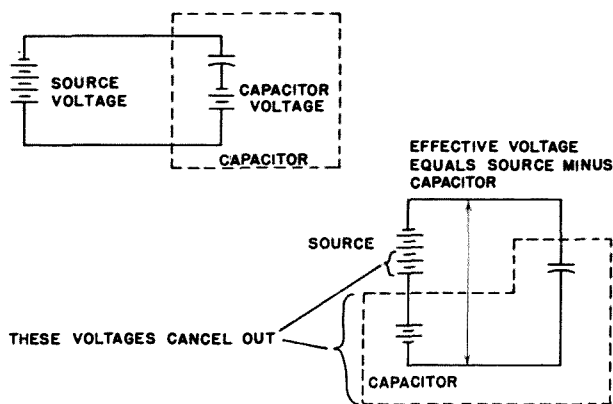 SOURCE
VOLTAGE
CAPACITOR
VOLTAGE
CAPACITOR
EFFECTIVE VOLTAGE
EQUALS SOURCE MINUS
CAPACITOR
SOURCE
THESE VOLTAGES CANCEL OUT
CAPACITOR